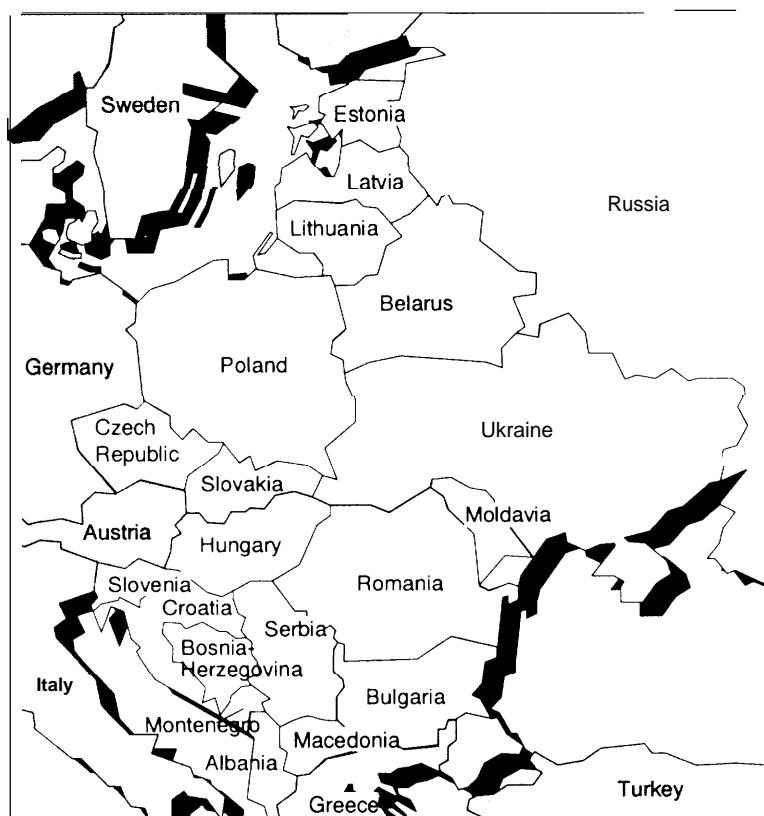 Sweden
Estonia
Latvia
Russia
Lithuania
Belarus
Germany
Poland
Czech
Republic
Ukraine
Slovakia
Moldavia
Austria
Hungary
Slovenia
Romania
Croatia
Serbia
Bosnia-
Herzegovina
Italy
Bulgaria
Montenegro
Macedonia
Albania
Turkey
Greece